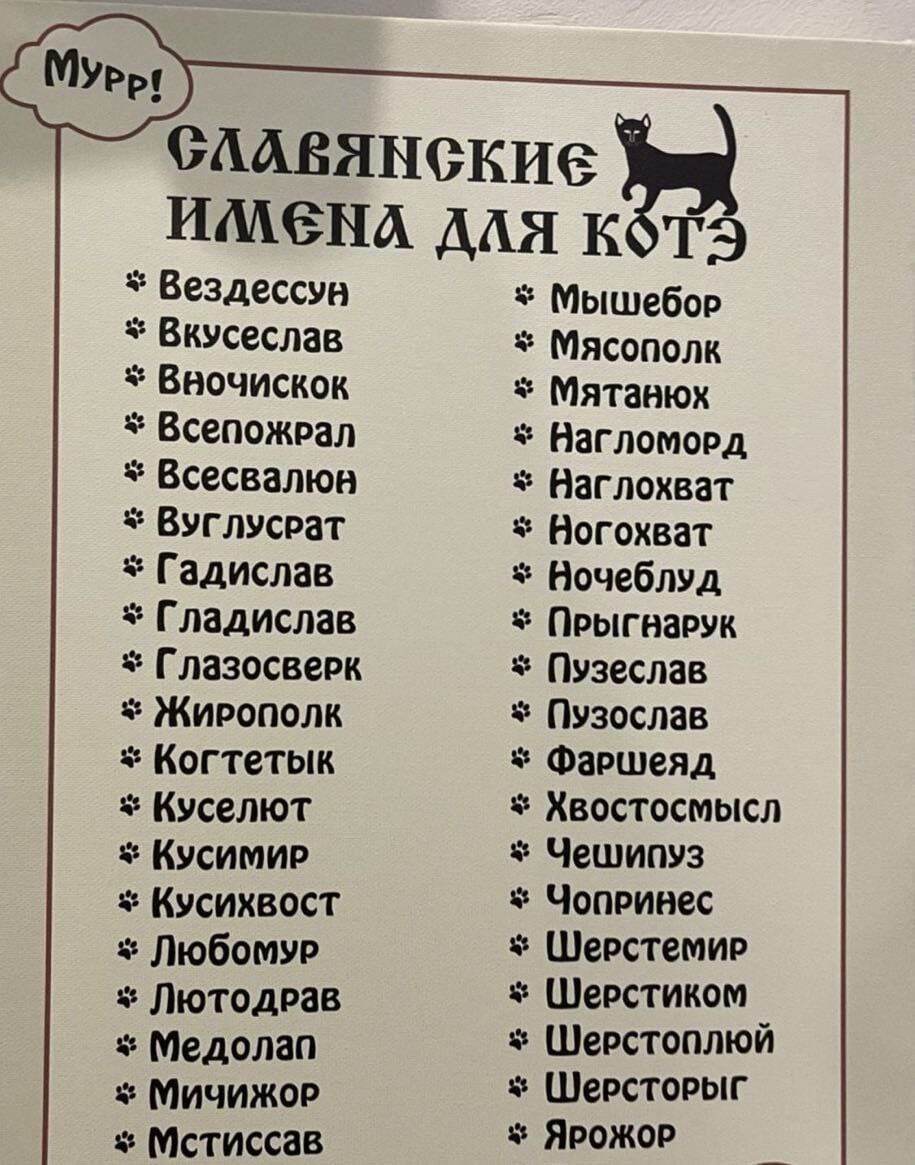 Мурр!
СЛАВЯНСКИЕ
ИМЕНА ДЛЯ КОТЭ
Вездессун
Вкусеслав
Вночискок
Всепожрал
Всесвалюн
Вуглусрат
Гадислав
Гладислав
Глазосверк
Жирополк
Когтетык
Куселют
Кусимир
Кусихвост
Любомур
Лютодрав
Медолап
Мичижор
Мстиссав
Мышебор
Мясополк
Мятанюх
Нагломорд
Наглохват
Ногохват
Ночеблуд
Прыгнарук
Пузеслав
Пузослав
Фаршеяд
Хвостосмысл
Чешипуз
Чопринес
Шерстемир
Шерстиком
Шерстоплюй
Шерсторыг
Ярожор